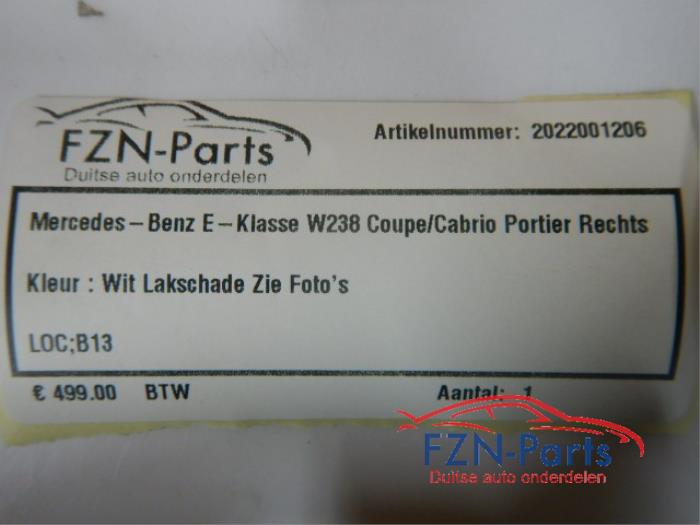 FZN-Parts
Duitse auto onderdelen
Artikelnummer: 2022001206
Mercedes-Benz E-Klasse W238 Coupe/Cabrio Portier Rechts
Kleur : Wit Lakschade Zie Foto's
LOC;B13
€ 499.00 BTW Aantal: 1
FZN-Parts
Duitse auto onderdelen